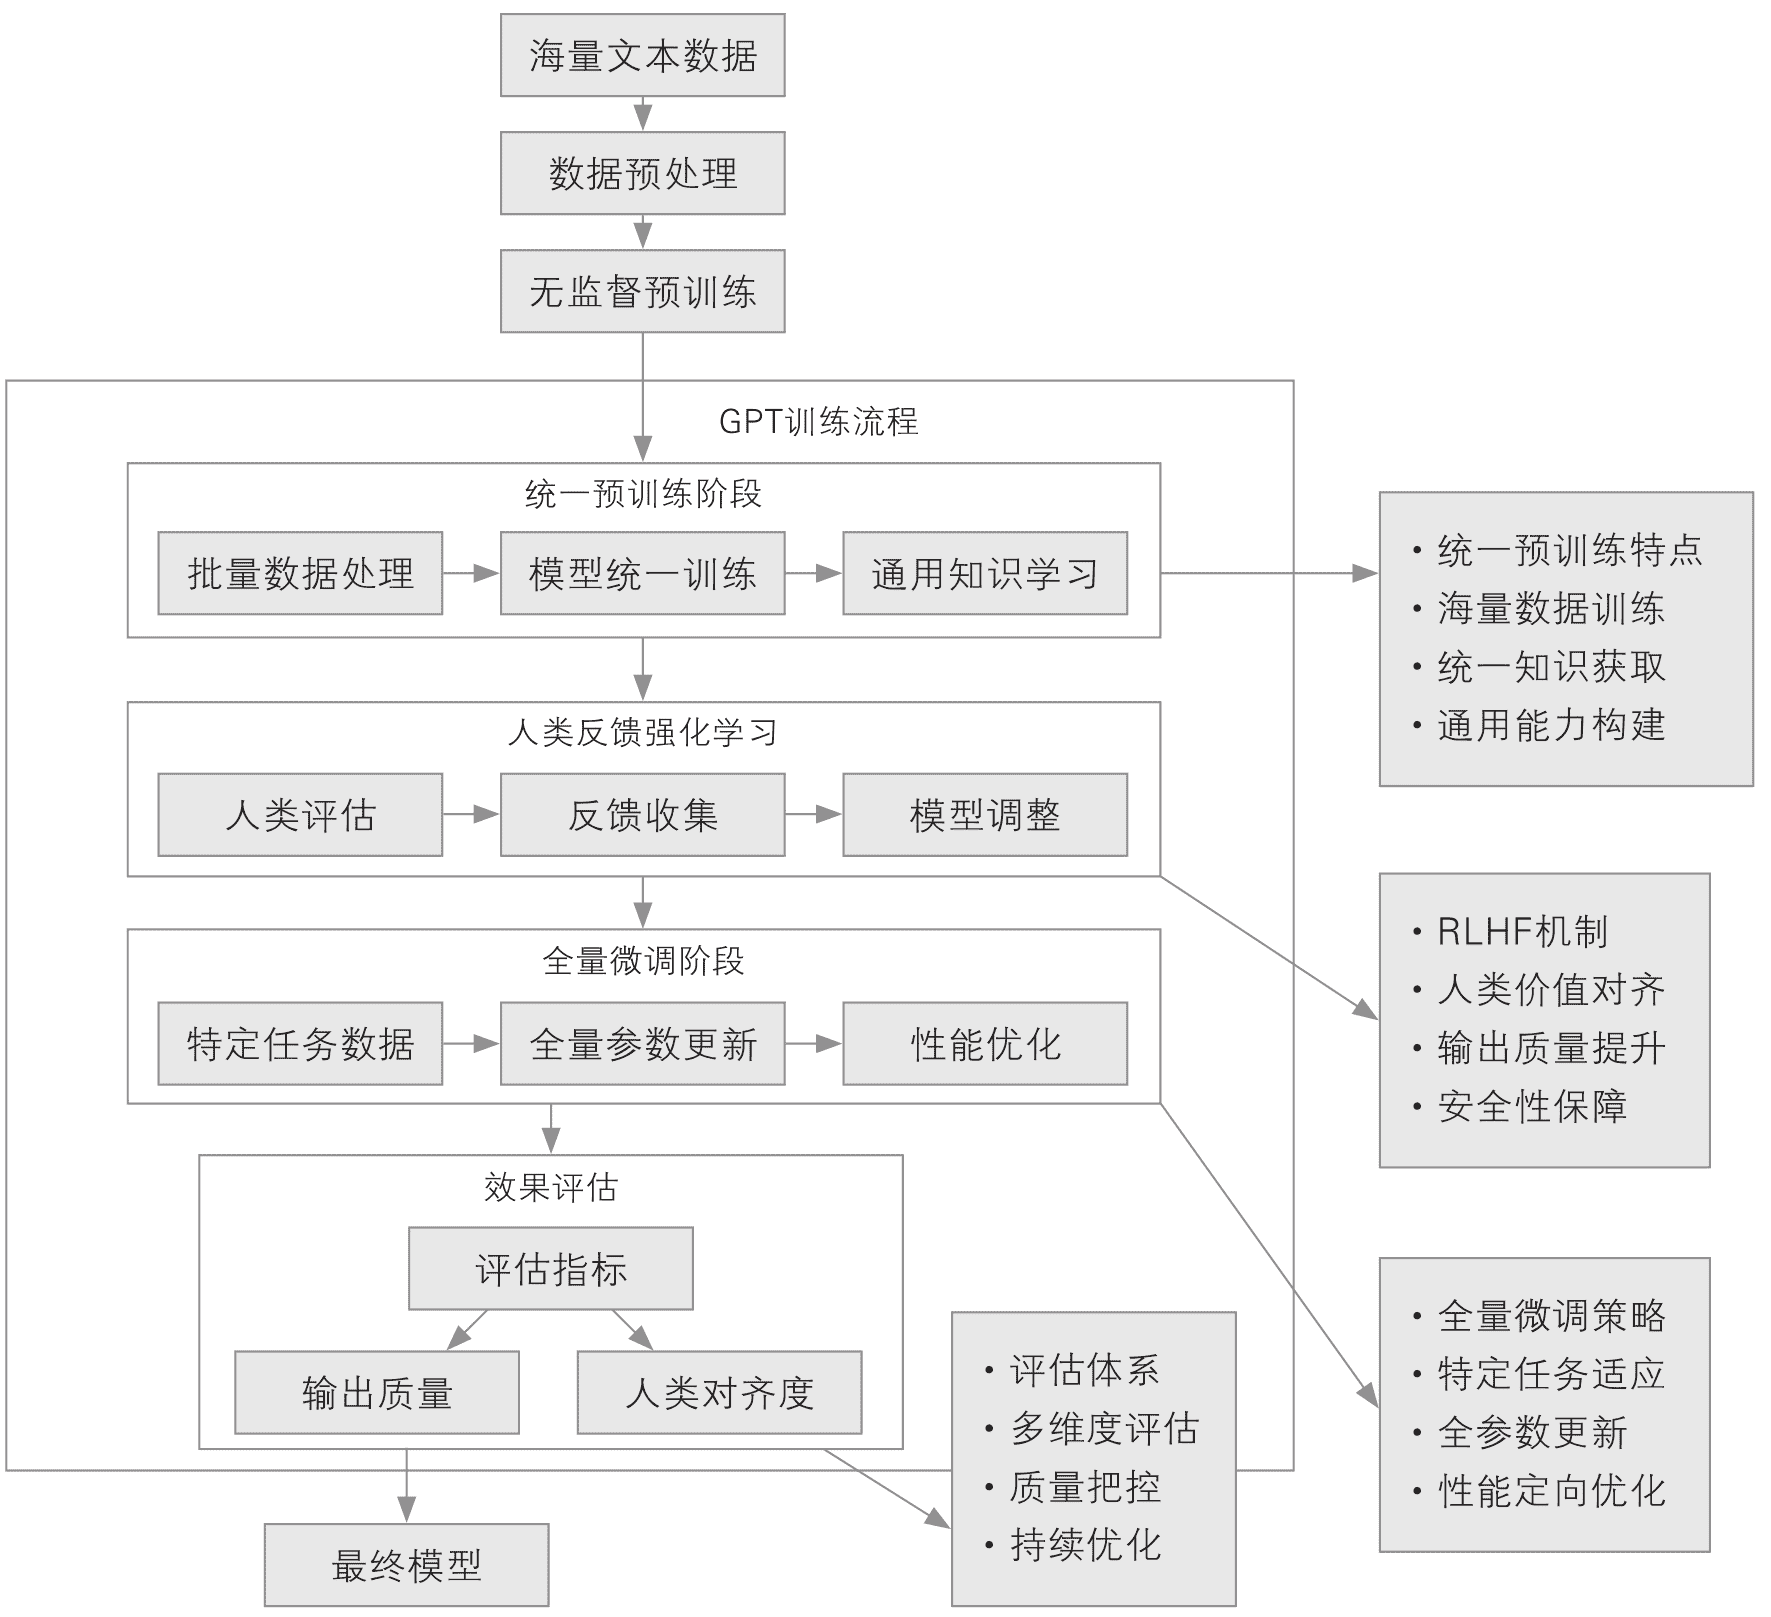 海量文本数据
数据预处理
无监督预训练
GPT训练流程
统一预训练阶段
批量数据处理
模型统一训练
通用知识学习
• 统一预训练特点
• 海量数据训练
• 统一知识获取
• 通用能力构建
人类反馈强化学习
人类评估
反馈收集
模型调整
• RLHF机制
• 人类价值对齐
• 输出质量提升
• 安全性保障
全量微调阶段
特定任务数据
全量参数更新
性能优化
• 全量微调策略
• 特定任务适应
• 全参数更新
• 性能定向优化
效果评估
评估指标
输出质量
人类对齐度
• 评估体系
• 多维度评估
• 质量把控
• 持续优化
最终模型